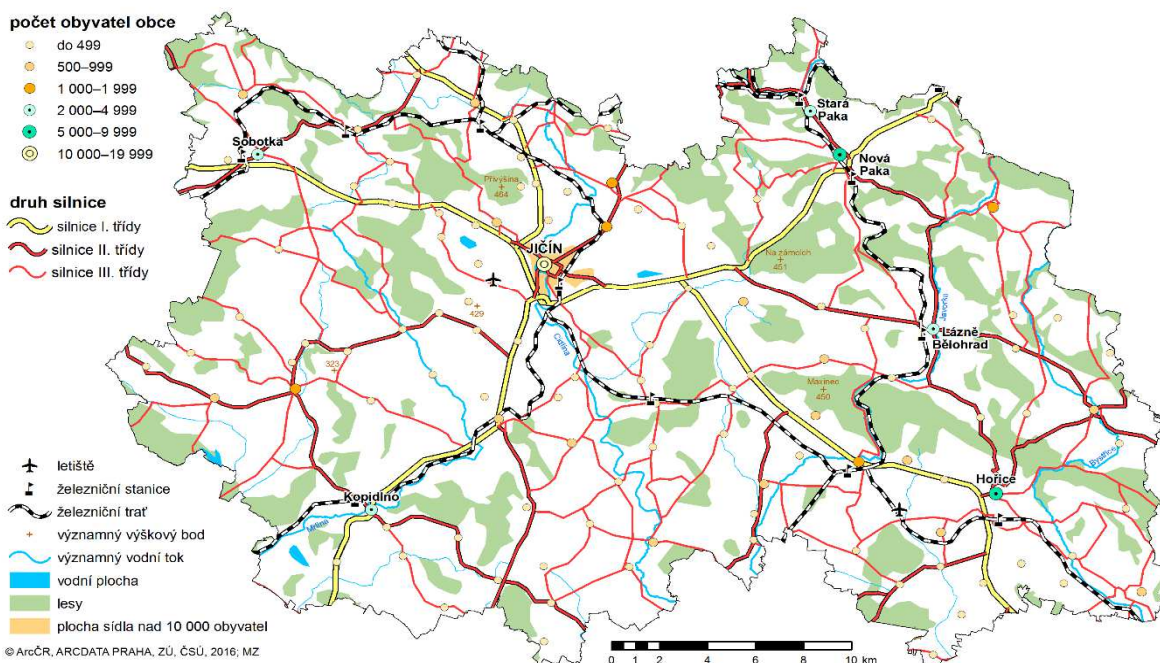 počet obyvatel obce
do 499
500–999
1 000–1 999
2 000–4 999
5 000–9 999
10 000–19 999
druh silnice
silnice I. třídy
silnice II. třídy
silnice III. třídy
letiště
železniční stanice
železniční trať
významný výškový bod
významný vodní tok
vodní plocha
lesy
plocha sídla nad 10 000 obyvatel
© ArcČR, ARCDATA PRAHA, ZÚ, ČSÚ, 2016; MZ
Sobotka
Stará
Paka
Nová
Paka
Přivýšina
464
JIČÍN
Na zámcích
451
429
Cidlina
Javorka
Lázně
Bělohrad
323
Maxinec
450
Bystřice
Hořice
Kopidlno
Mrlina
0 1 2 4 6 8 10 km